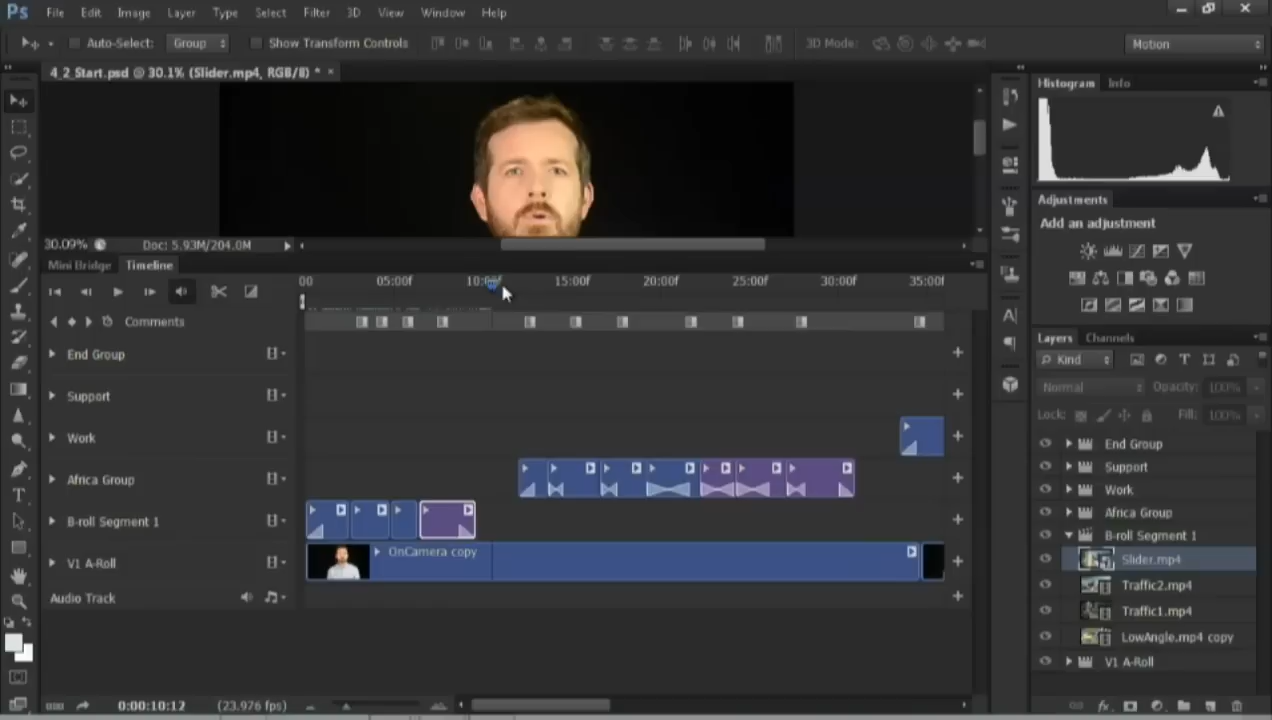 Ps File Edit Image Layer Type Select Filter 3D View Window Help
Auto-Select: Group Show Transform Controls 3D Mode: Motion
4_2_Start.psd @ 30.1% (Slider.mp4, RGB/8) * ×
Histogram Info
Adjustments
Add an adjustment
30.09% Doc: 5.93M/204.0M
Mini Bridge Timeline
00 05:00f 10:00f 15:00f 20:00f 25:00f 30:00f 35:00f
Comments
End Group
Support
Work
Africa Group
B-roll Segment 1
V1 A-Roll
OnCamera copy
Audio Track
0:00:10:12 (23.976 fps)
Layers Channels
Kind
Normal Opacity: 100%
Lock: Fill: 100%
End Group
Support
Work
Africa Group
B-roll Segment 1
Slider.mp4
Traffic2.mp4
Traffic1.mp4
LowAngle.mp4 copy
V1 A-Roll